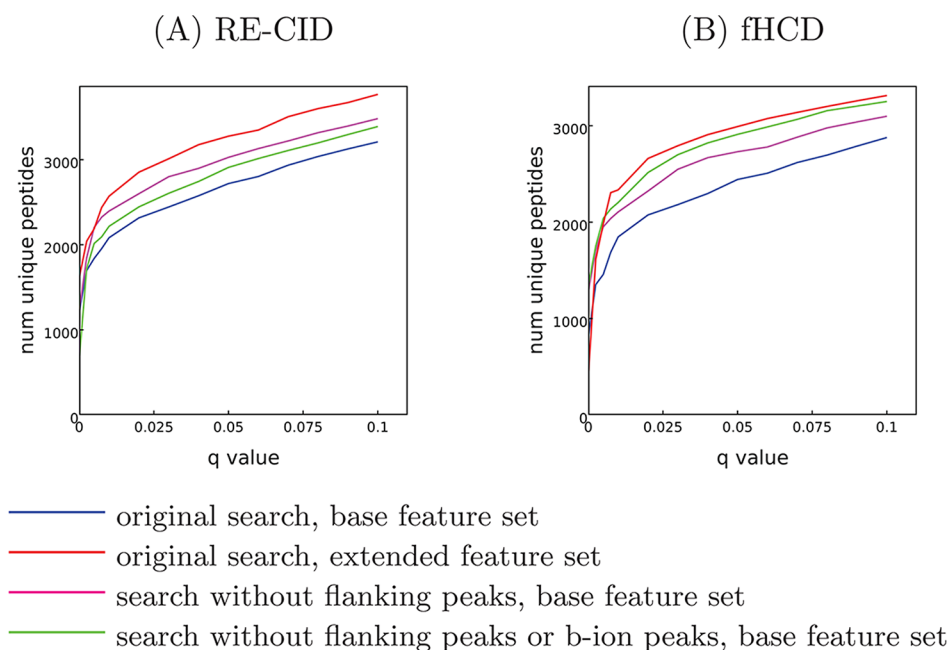 (A) RE-CID
(B) fHCD
num unique peptides
3000
2000
1000
0
0 0.025 0.05 0.075 0.1
q value
num unique peptides
3000
2000
1000
0
0 0.025 0.05 0.075 0.1
q value
original search, base feature set
original search, extended feature set
search without flanking peaks, base feature set
search without flanking peaks or b-ion peaks, base feature set